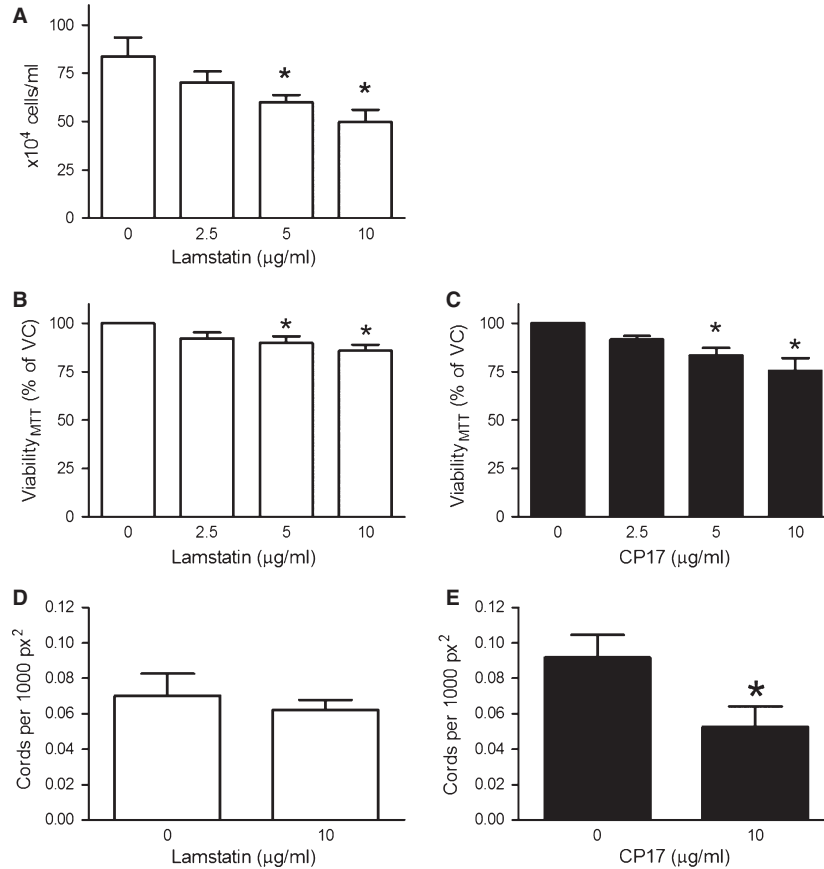 A
x10⁴ cells/ml
100
75
50
25
0
*
*
0 2.5 5 10
Lamstatin (μg/ml)
B
Viability_MTT (% of VC)
100
75
50
25
0
*
*
0 2.5 5 10
Lamstatin (μg/ml)
C
Viability_MTT (% of VC)
100
75
50
25
0
*
*
0 2.5 5 10
CP17 (μg/ml)
D
Cords per 1000 px²
0.12
0.10
0.08
0.06
0.04
0.02
0.00
0 10
Lamstatin (μg/ml)
E
Cords per 1000 px²
0.12
0.10
0.08
0.06
0.04
0.02
0.00
*
0 10
CP17 (μg/ml)